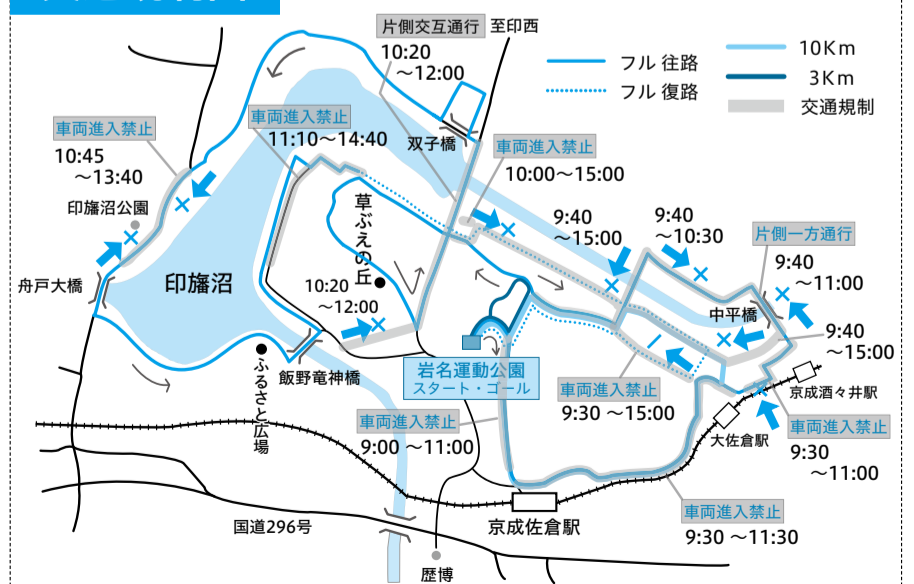 片側交互通行
10:20
～12:00
至印西
フル 往路
フル 復路
10Km
3Km
交通規制
車両進入禁止
10:45
～13:40
車両進入禁止
11:10～14:40
双子橋
車両進入禁止
10:00～15:00
印旛沼公園
舟戸大橋
印旛沼
草ぶえの丘
10:20
～12:00
9:40
～15:00
9:40
～10:30
片側一方通行
9:40
～11:00
中平橋
9:40
～15:00
ふるさと広場
飯野竜神橋
岩名運動公園
スタート・ゴール
車両進入禁止
9:30 ～15:00
京成酒々井駅
大佐倉駅
車両進入禁止
9:30
～11:00
車両進入禁止
9:00 ～11:00
国道296号
京成佐倉駅
車両進入禁止
9:30 ～11:30
歴博